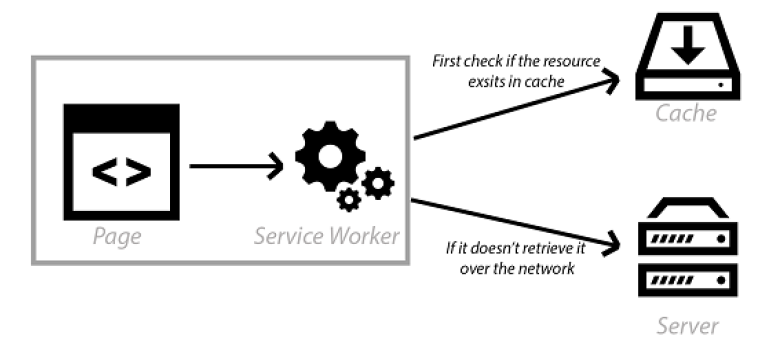 First check if the resource
exsits in cache
Cache
< >
Page
Service Worker
If it doesn't retrieve it
over the network
Server